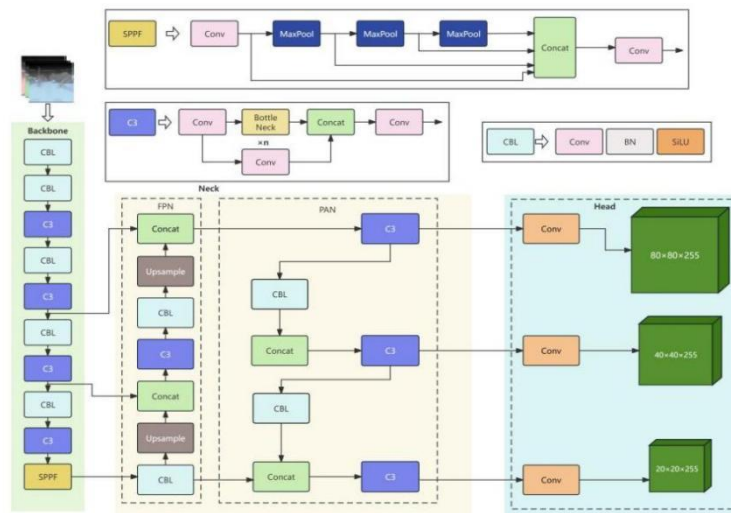 SPPF
Conv
MaxPool
MaxPool
MaxPool
Concat
Conv
C3
Conv
Bottle
Neck
×n
Conv
Concat
Conv
CBL
Conv
BN
SiLU
Backbone
CBL
CBL
C3
CBL
C3
CBL
C3
CBL
C3
SPPF
Neck
FPN
Concat
Upsample
CBL
C3
Concat
Upsample
CBL
PAN
C3
CBL
Concat
C3
CBL
Concat
C3
Head
Conv
80×80×255
Conv
40×40×255
Conv
20×20×255